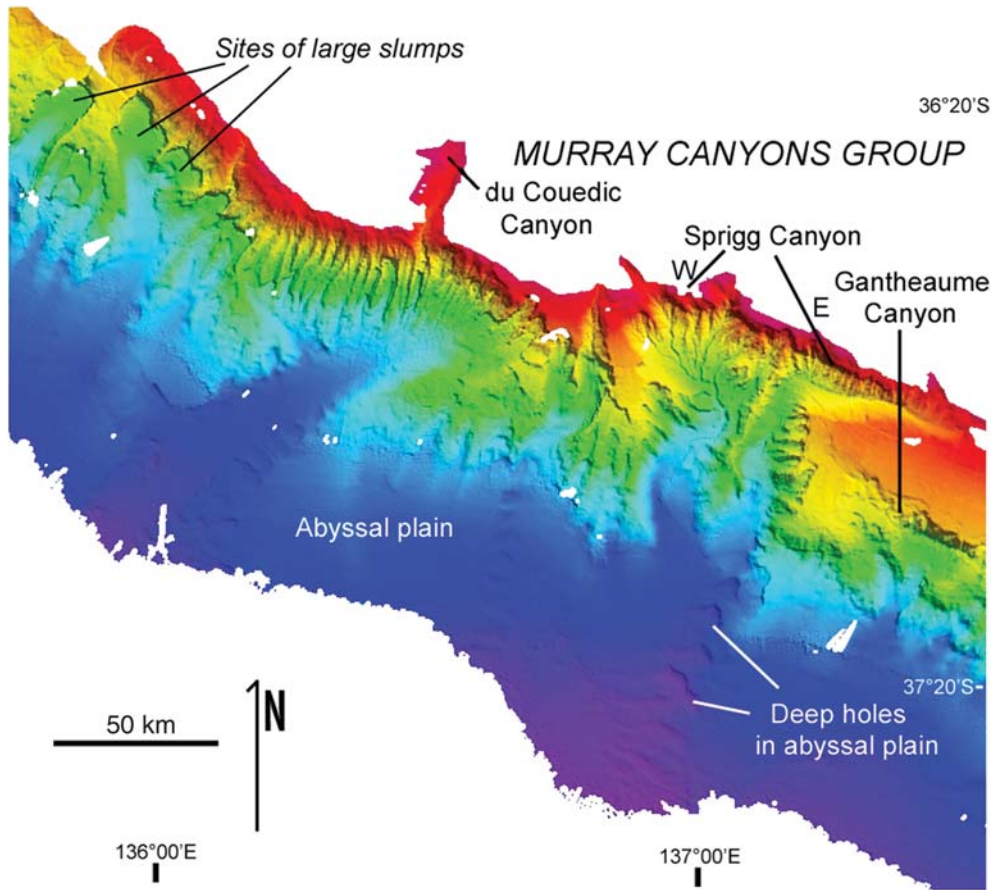 Sites of large slumps
36°20'S
MURRAY CANYONS GROUP
du Couedic
Canyon
Sprigg Canyon
W
E
Gantheaume
Canyon
Abyssal plain
37°20'S
Deep holes
in abyssal plain
50 km
N
136°00'E
137°00'E